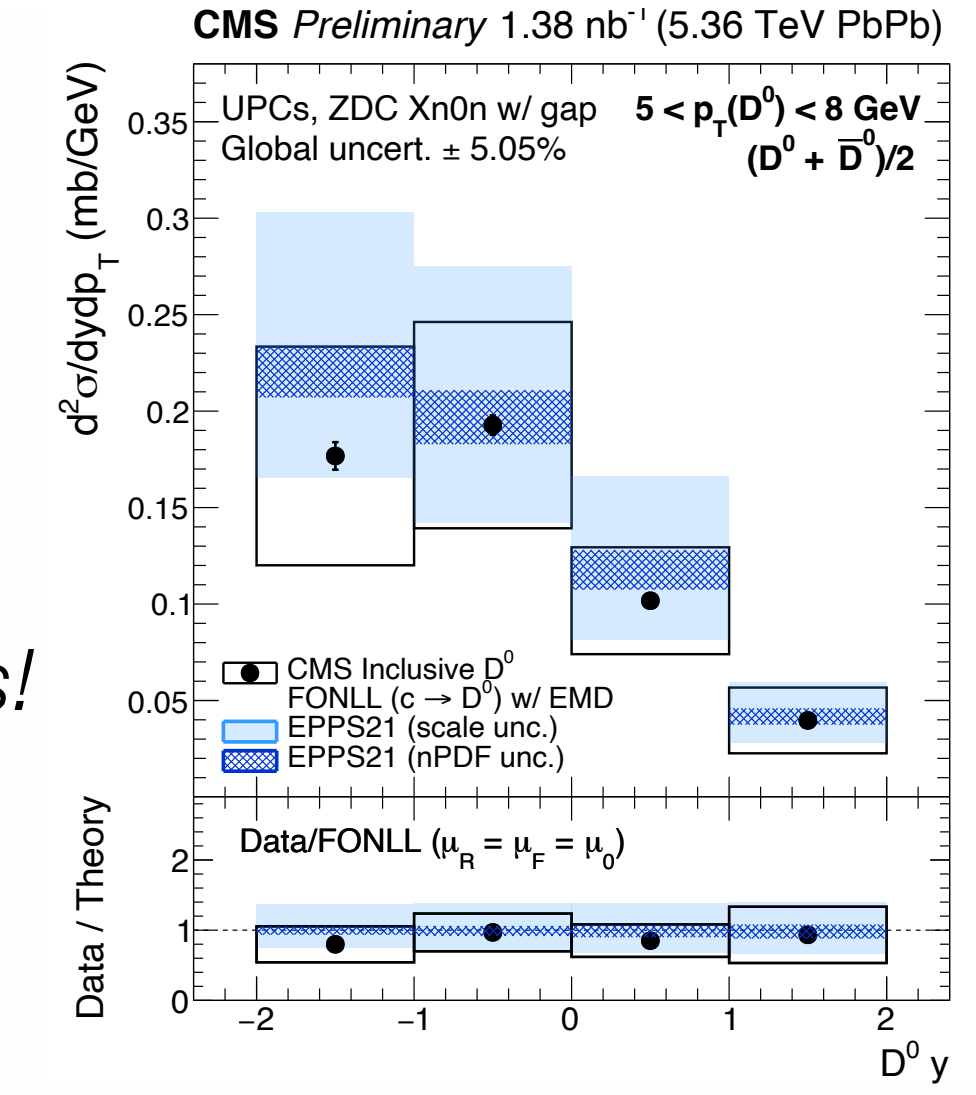 CMS Preliminary 1.38 nb⁻¹ (5.36 TeV PbPb)
UPCs, ZDC Xn0n w/ gap
Global uncert. ± 5.05%
5 < p_T(D⁰) < 8 GeV
(D⁰ + D̅⁰)/2
d²σ/dydp_T (mb/GeV)
0.35
0.3
0.25
0.2
0.15
0.1
0.05
s!
CMS Inclusive D⁰
FONLL (c → D⁰) w/ EMD
EPPS21 (scale unc.)
EPPS21 (nPDF unc.)
Data / Theory
Data/FONLL (μ_R = μ_F = μ_0)
2
1
0
−2 −1 0 1 2
D⁰ y